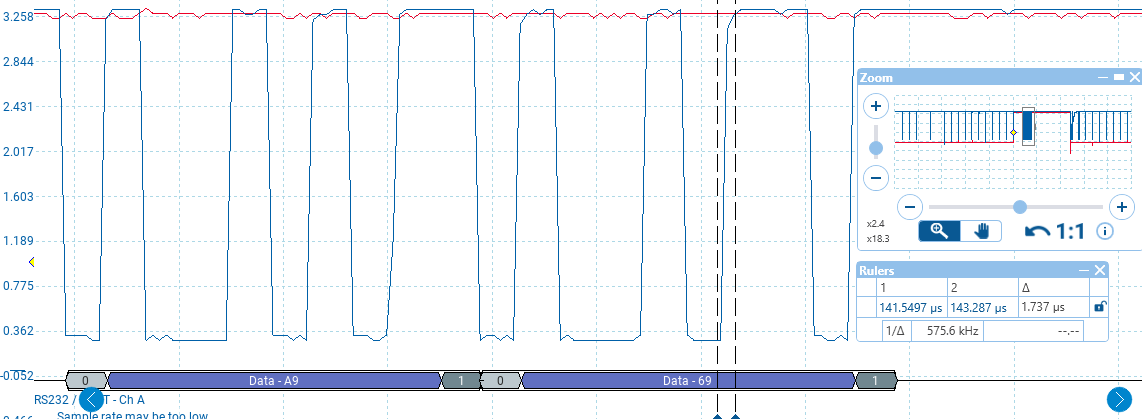 3.258
2.844
2.431
2.017
1.603
1.189
0.775
0.362
-0.052
Zoom
x2.4
x18.3
1:1
Rulers
1 2 Δ
141.5497 µs 143.287 µs 1.737 µs
1/Δ 575.6 kHz --.--
0 Data - A9 1 0 Data - 69 1
RS232 / T - Ch A
Sample rate may be too low